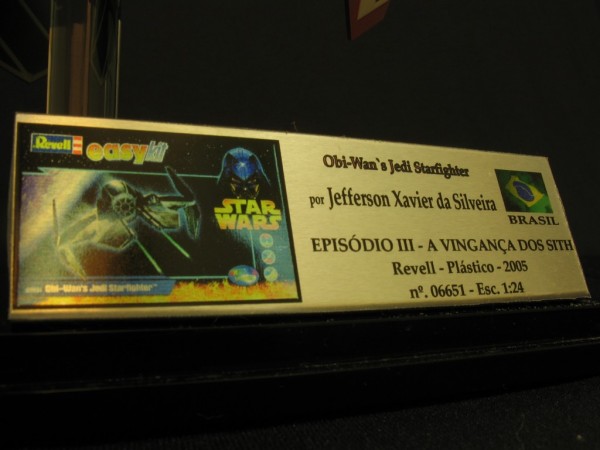 Revell
easykit
STAR
WARS
Obi-Wan's Jedi Starfighter™
Obi-Wan`s Jedi Starfighter
por Jefferson Xavier da Silveira
BRASIL
EPISÓDIO III - A VINGANÇA DOS SITH
Revell - Plástico - 2005
nº. 06651 - Esc. 1:24